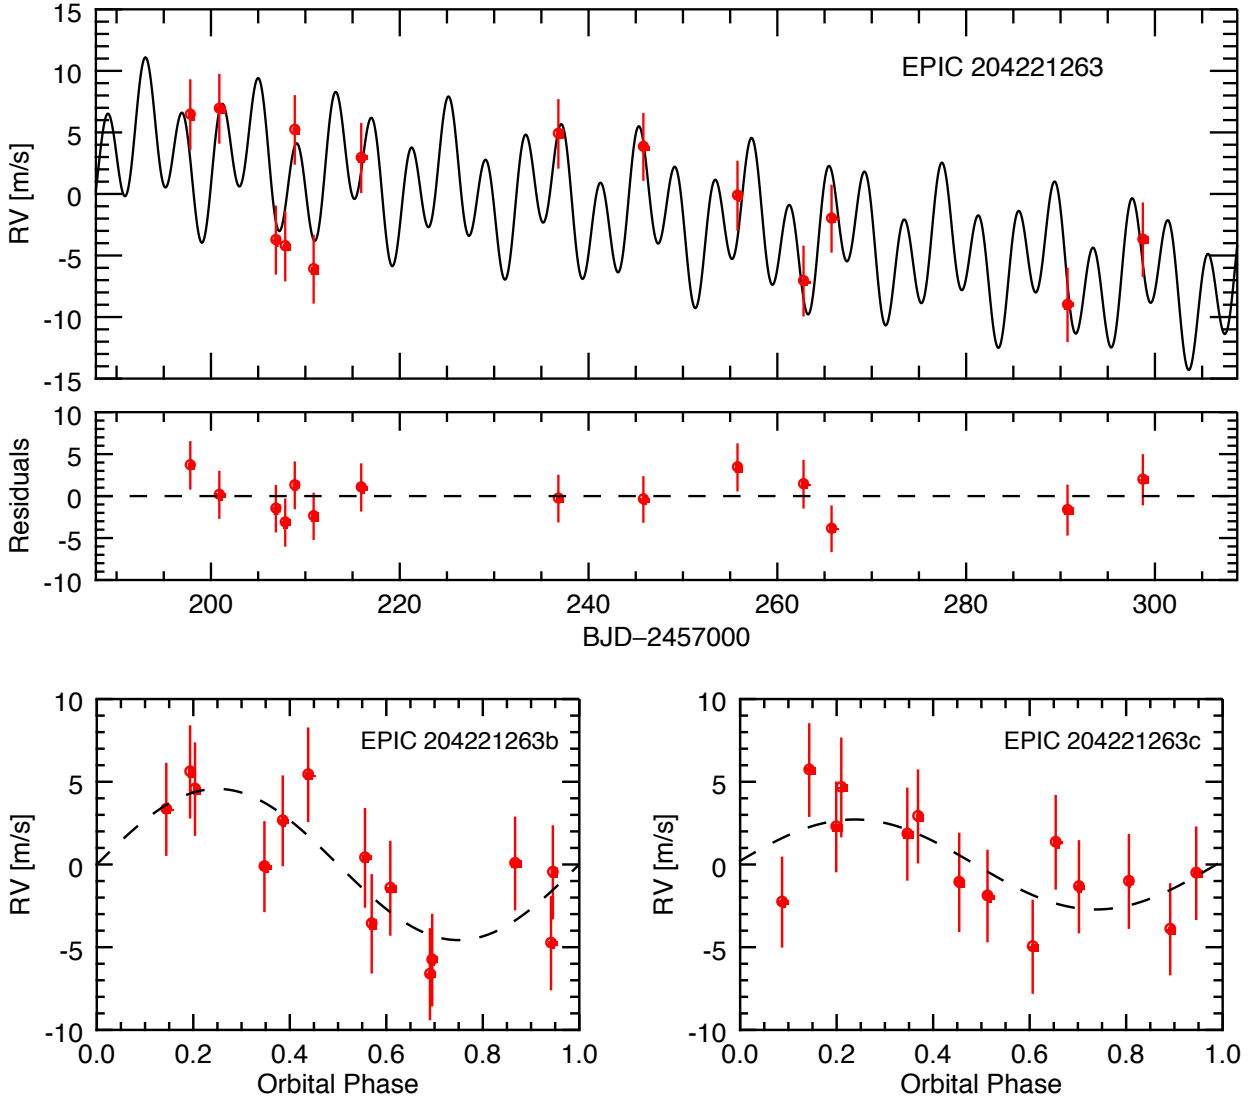 15
10
5
0
-5
-10
-15
RV [m/s]
EPIC 204221263
10
5
0
-5
-10
Residuals
200 220 240 260 280 300
BJD–2457000
10
5
0
-5
-10
RV [m/s]
EPIC 204221263b
0.0 0.2 0.4 0.6 0.8 1.0
Orbital Phase
10
5
0
-5
-10
RV [m/s]
EPIC 204221263c
0.0 0.2 0.4 0.6 0.8 1.0
Orbital Phase